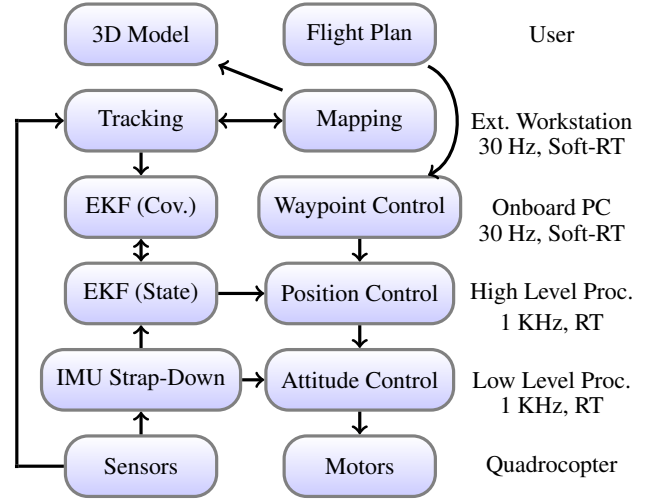 3D Model
Flight Plan
User
Tracking
Mapping
Ext. Workstation
30 Hz, Soft-RT
EKF (Cov.)
Waypoint Control
Onboard PC
30 Hz, Soft-RT
EKF (State)
Position Control
High Level Proc.
1 KHz, RT
IMU Strap-Down
Attitude Control
Low Level Proc.
1 KHz, RT
Sensors
Motors
Quadrocopter